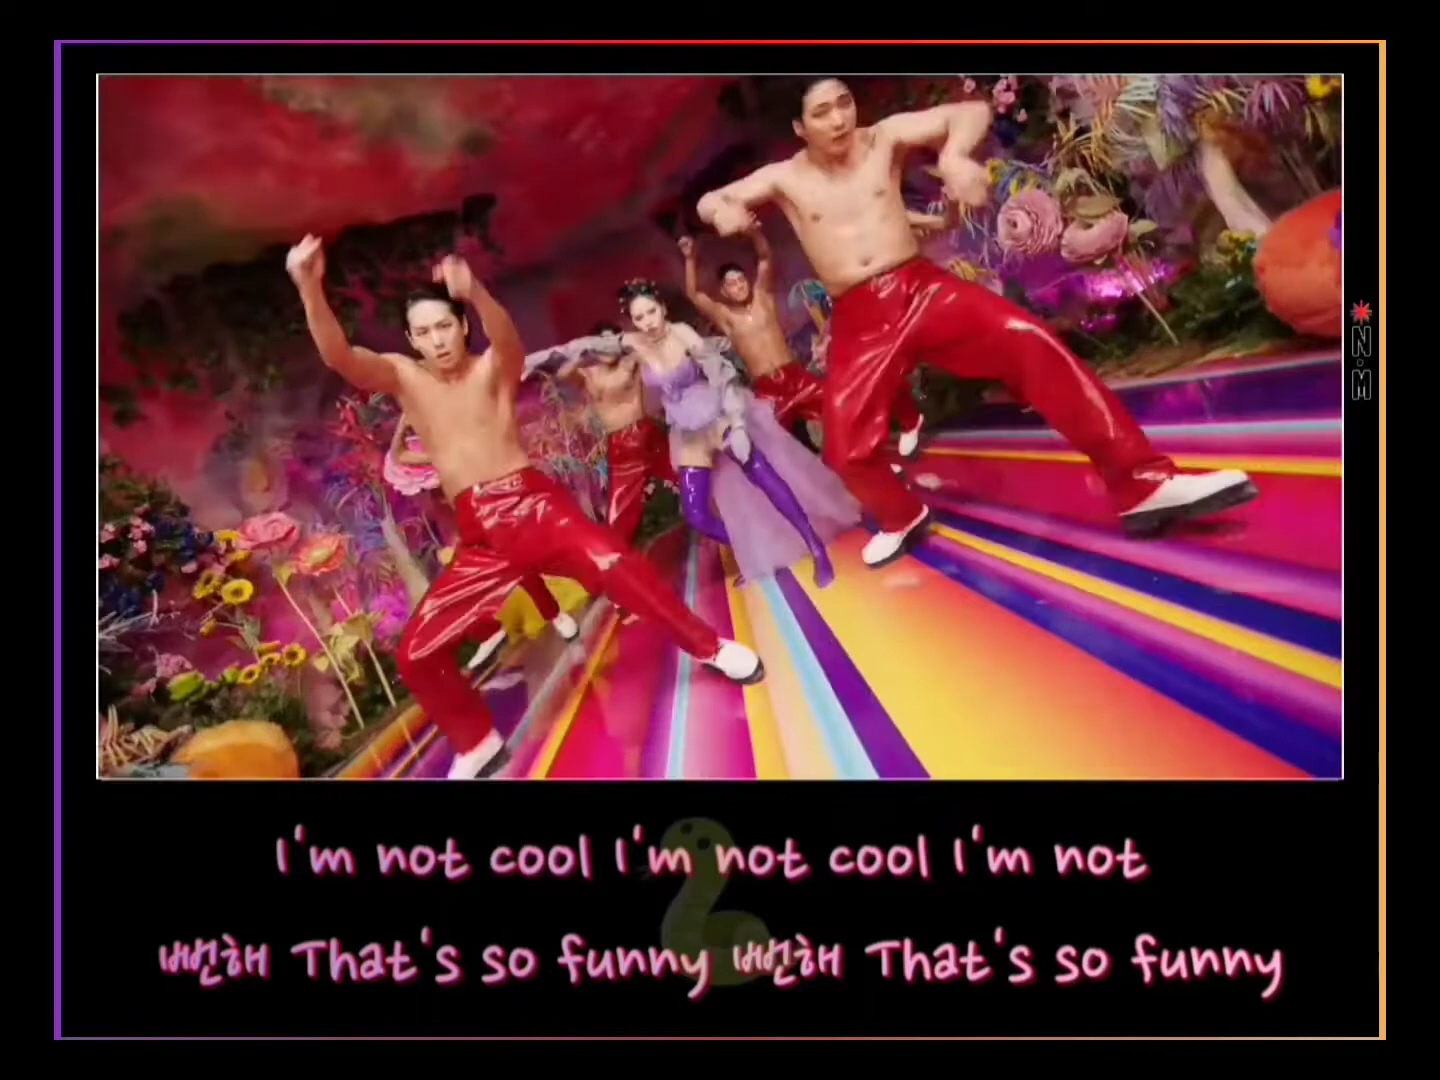 N·M
I'm not cool I'm not cool I'm not
뻔해 That's so funny 뻔해 That's so funny